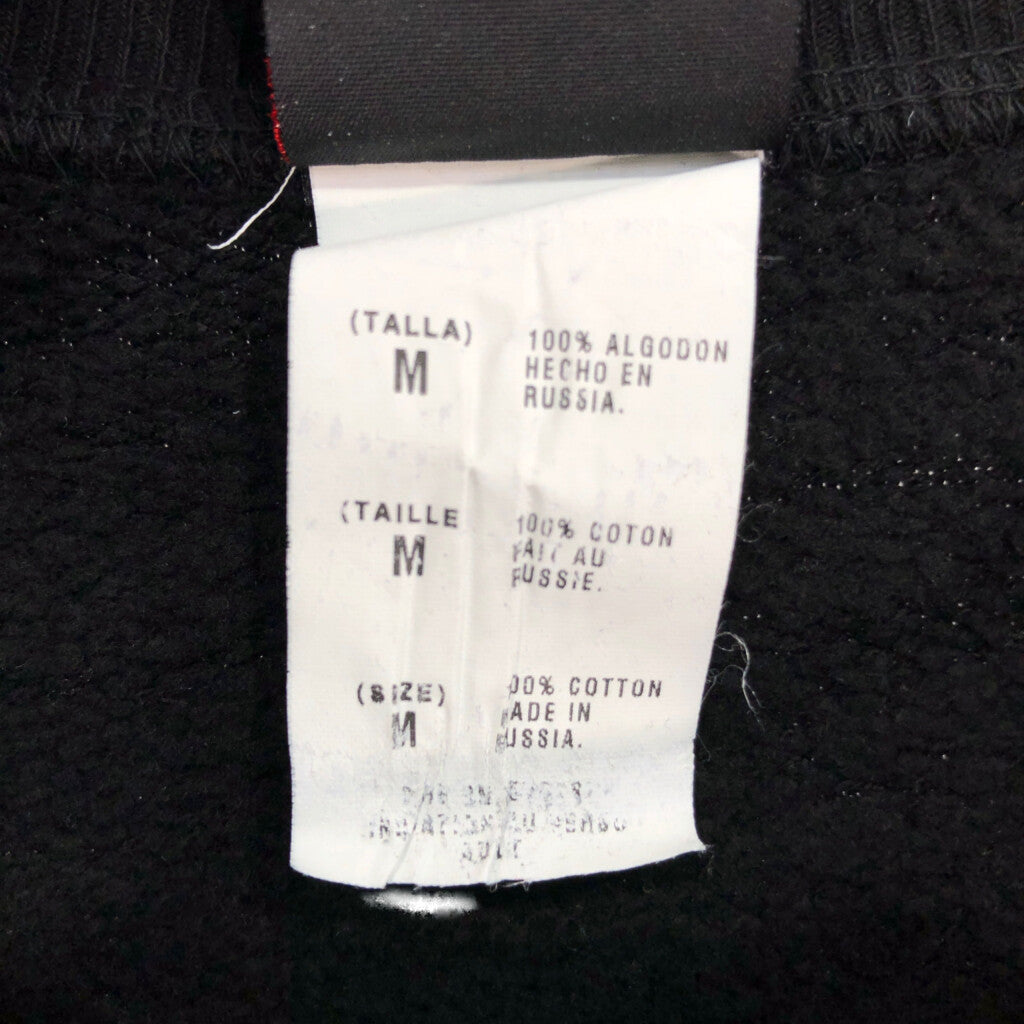 (TALLA)
M
100% ALGODON
HECHO EN
RUSSIA.
(TAILLE
M
100% COTON
FAIT AU
RUSSIE.
(SIZE)
M
00% COTTON
ADE IN
USSIA.